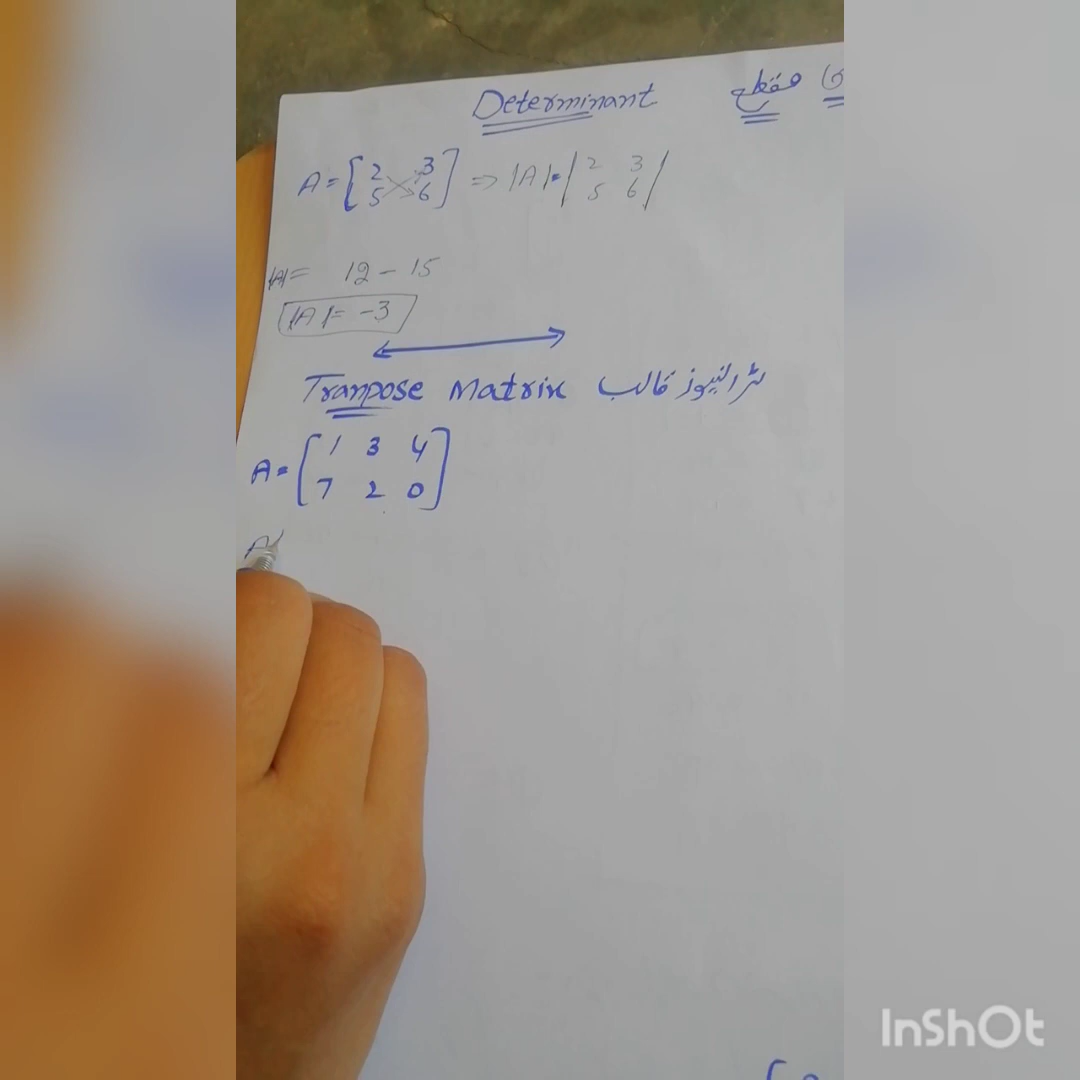 Determinant مقطع
A = [2 3 5 6] ⇒ |A| = |2 3 5 6|
|A| = 12 - 15
|A| = -3
Tranpose Matrix ٹرانپوز قالب
A = [1 3 4
7 2 0]
A
InShOt